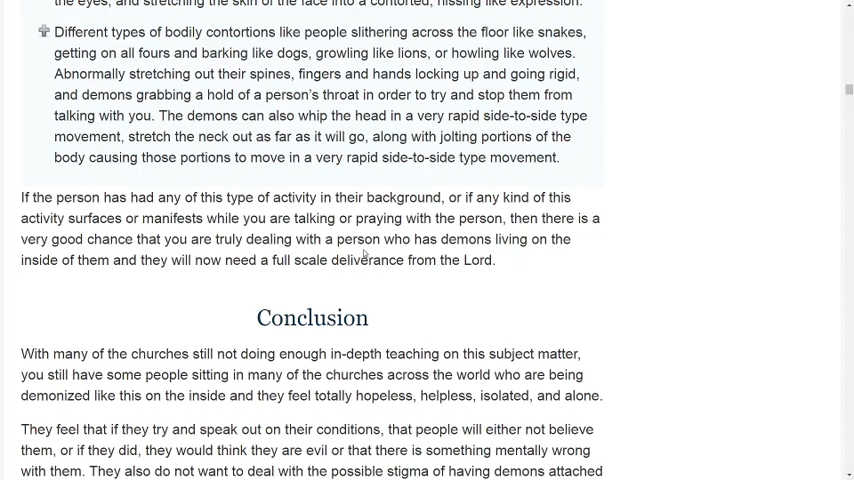 the eyes, and stretching the skin of the face into a contorted, hissing like expression.
Different types of bodily contortions like people slithering across the floor like snakes,
getting on all fours and barking like dogs, growling like lions, or howling like wolves.
Abnormally stretching out their spines, fingers and hands locking up and going rigid,
and demons grabbing a hold of a person's throat in order to try and stop them from
talking with you. The demons can also whip the head in a very rapid side-to-side type
movement, stretch the neck out as far as it will go, along with jolting portions of the
body causing those portions to move in a very rapid side-to-side type movement.
If the person has had any of this type of activity in their background, or if any kind of this
activity surfaces or manifests while you are talking or praying with the person, then there is a
very good chance that you are truly dealing with a person who has demons living on the
inside of them and they will now need a full scale deliverance from the Lord.
Conclusion
With many of the churches still not doing enough in-depth teaching on this subject matter,
you still have some people sitting in many of the churches across the world who are being
demonized like this on the inside and they feel totally hopeless, helpless, isolated, and alone.
They feel that if they try and speak out on their conditions, that people will either not believe
them, or if they did, they would think they are evil or that there is something mentally wrong
with them. They also do not want to deal with the possible stigma of having demons attached